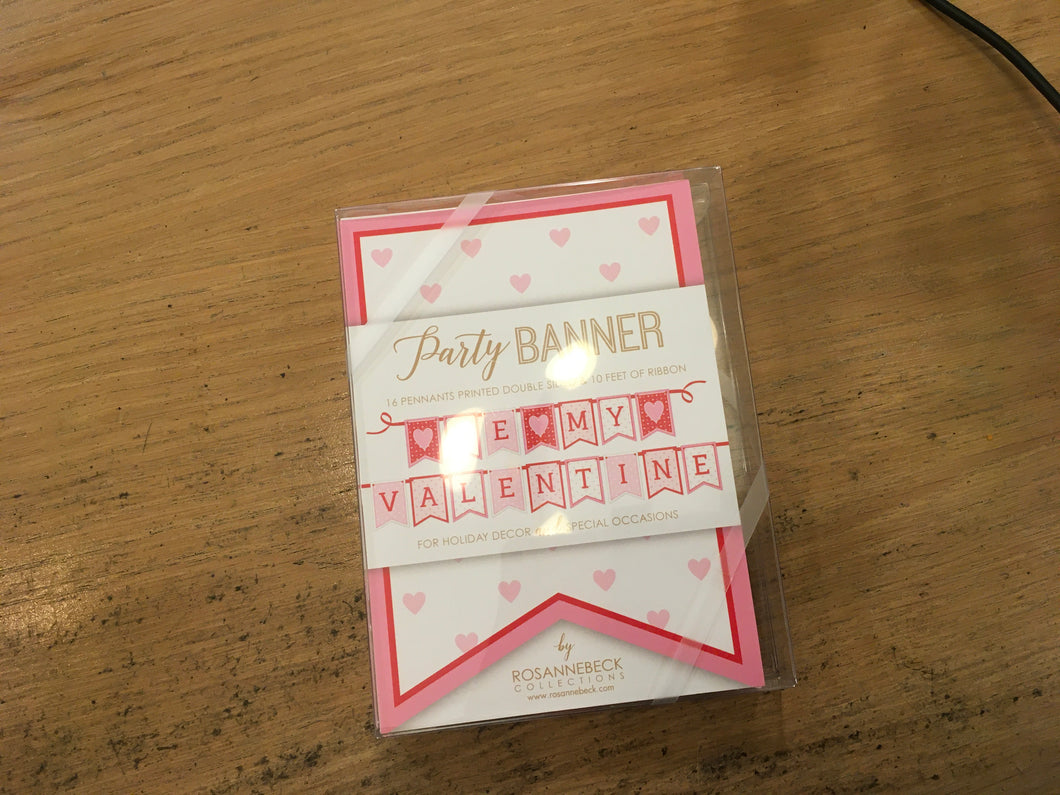 Party BANNER
16 PENNANTS PRINTED DOUBLE 10 FEET OF RIBBON
E MY
VALENTINE
FOR HOLIDAY DECOR SPECIAL OCCASIONS
by
ROSANNEBECK
COLLECTIONS
www.rosannebeck.com